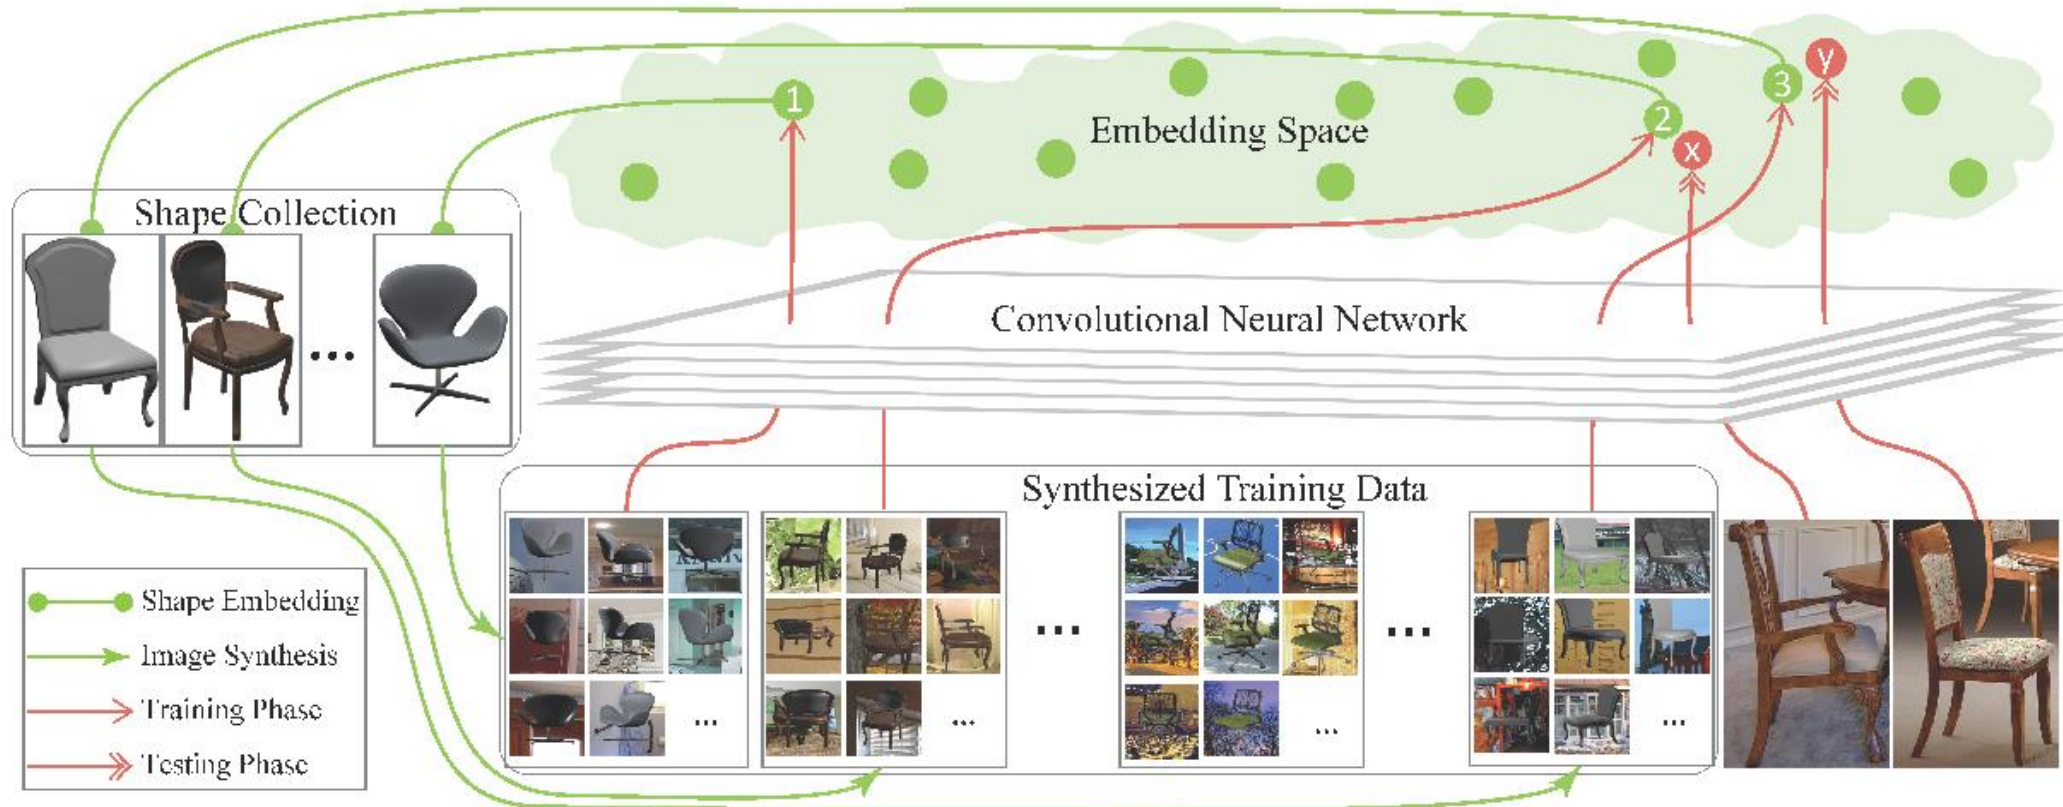 1
2
3
x
y
Embedding Space
Shape Collection
...
Convolutional Neural Network
Synthesized Training Data
... ...
... ... ... ...
Shape Embedding
Image Synthesis
Training Phase
Testing Phase